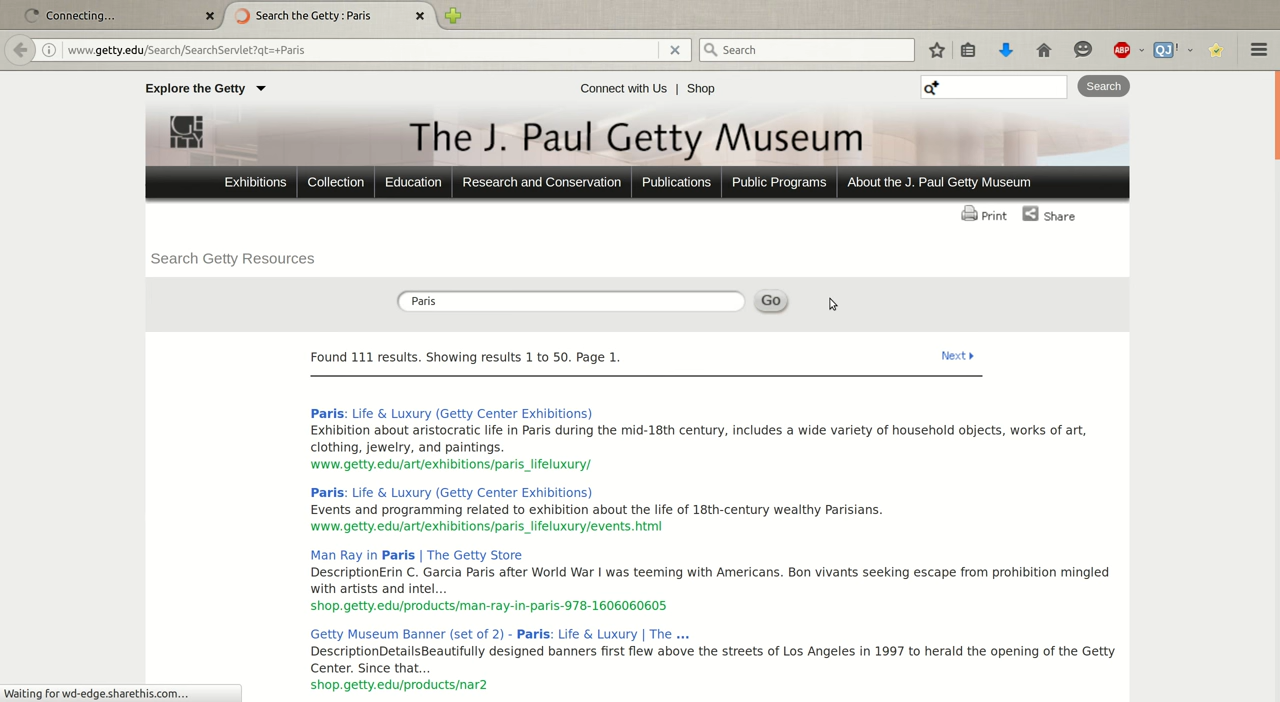 Connecting...
Search the Getty : Paris
www.getty.edu/Search/SearchServlet?qt=+Paris
Search
ABP
QJ !
Explore the Getty
Connect with Us | Shop
Search
The J. Paul Getty Museum
Exhibitions
Collection
Education
Research and Conservation
Publications
Public Programs
About the J. Paul Getty Museum
Print
Share
Search Getty Resources
Paris
Go
Found 111 results. Showing results 1 to 50. Page 1.
Next
Paris: Life & Luxury (Getty Center Exhibitions)
Exhibition about aristocratic life in Paris during the mid-18th century, includes a wide variety of household objects, works of art,
clothing, jewelry, and paintings.
www.getty.edu/art/exhibitions/paris_lifeluxury/
Paris: Life & Luxury (Getty Center Exhibitions)
Events and programming related to exhibition about the life of 18th-century wealthy Parisians.
www.getty.edu/art/exhibitions/paris_lifeluxury/events.html
Man Ray in Paris | The Getty Store
DescriptionErin C. Garcia Paris after World War I was teeming with Americans. Bon vivants seeking escape from prohibition mingled
with artists and intel...
shop.getty.edu/products/man-ray-in-paris-978-1606060605
Getty Museum Banner (set of 2) - Paris: Life & Luxury | The ...
DescriptionDetailsBeautifully designed banners first flew above the streets of Los Angeles in 1997 to herald the opening of the Getty
Center. Since that...
shop.getty.edu/products/nar2
Waiting for wd-edge.sharethis.com...